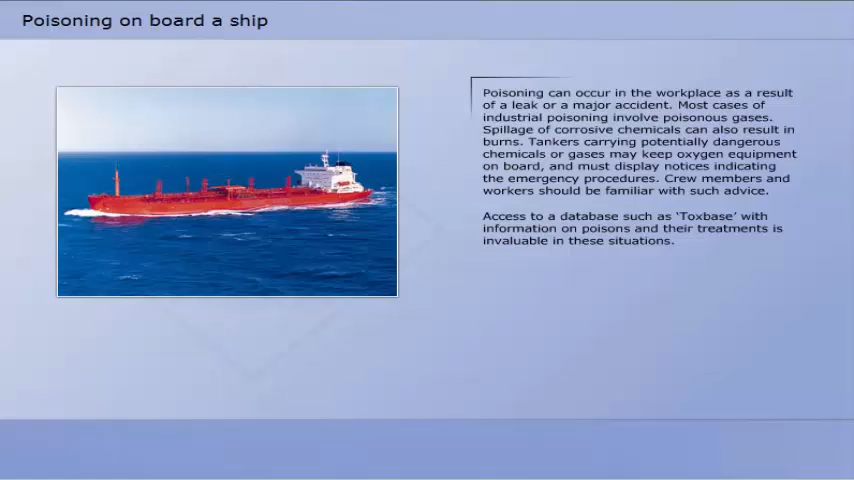 Poisoning on board a ship
Poisoning can occur in the workplace as a result
of a leak or a major accident. Most cases of
industrial poisoning involve poisonous gases.
Spillage of corrosive chemicals can also result in
burns. Tankers carrying potentially dangerous
chemicals or gases may keep oxygen equipment
on board, and must display notices indicating
the emergency procedures. Crew members and
workers should be familiar with such advice.
Access to a database such as ‘Toxbase’ with
information on poisons and their treatments is
invaluable in these situations.